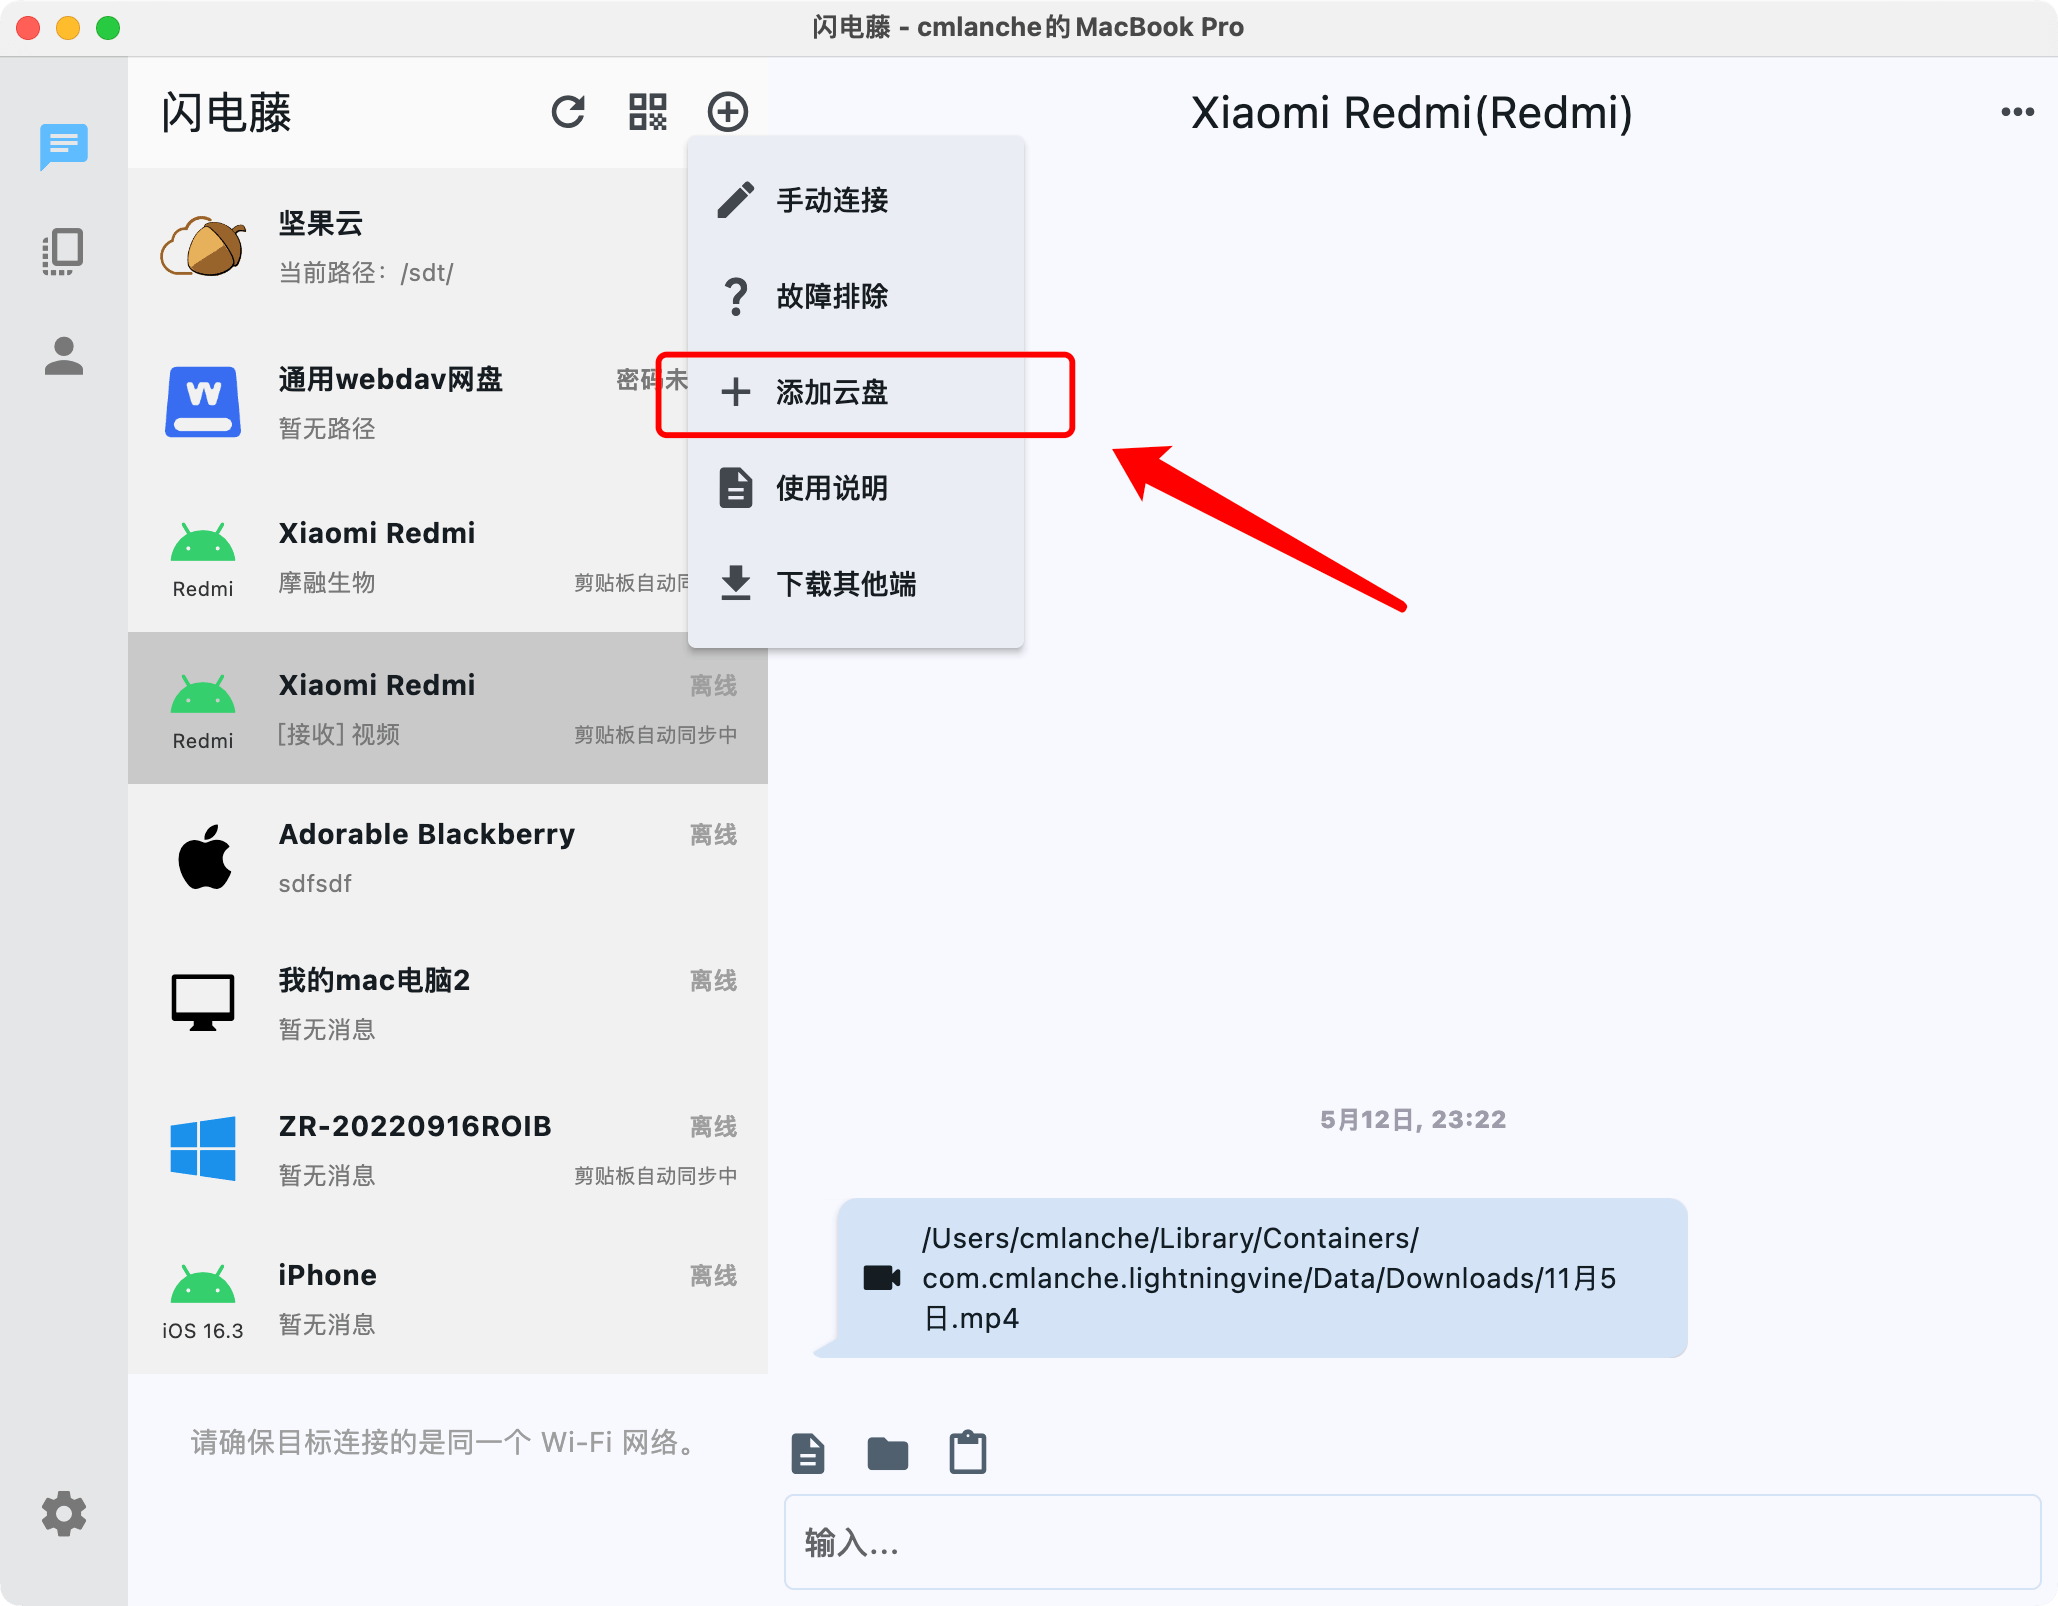 闪电藤 - cmlanche的MacBook Pro
闪电藤
坚果云
当前路径：/sdt/
通用webdav网盘
密码未
暂无路径
Xiaomi Redmi
Redmi
摩融生物
剪贴板自动同
Xiaomi Redmi
离线
Redmi
[接收] 视频
剪贴板自动同步中
Adorable Blackberry
离线
sdfsdf
我的mac电脑2
离线
暂无消息
ZR-20220916ROIB
离线
暂无消息
剪贴板自动同步中
iPhone
离线
iOS 16.3
暂无消息
请确保目标连接的是同一个 Wi-Fi 网络。
手动连接
故障排除
添加云盘
使用说明
下载其他端
Xiaomi Redmi(Redmi)
5月12日, 23:22
/Users/cmlanche/Library/Containers/
com.cmlanche.lightningvine/Data/Downloads/11月5
日.mp4
输入...